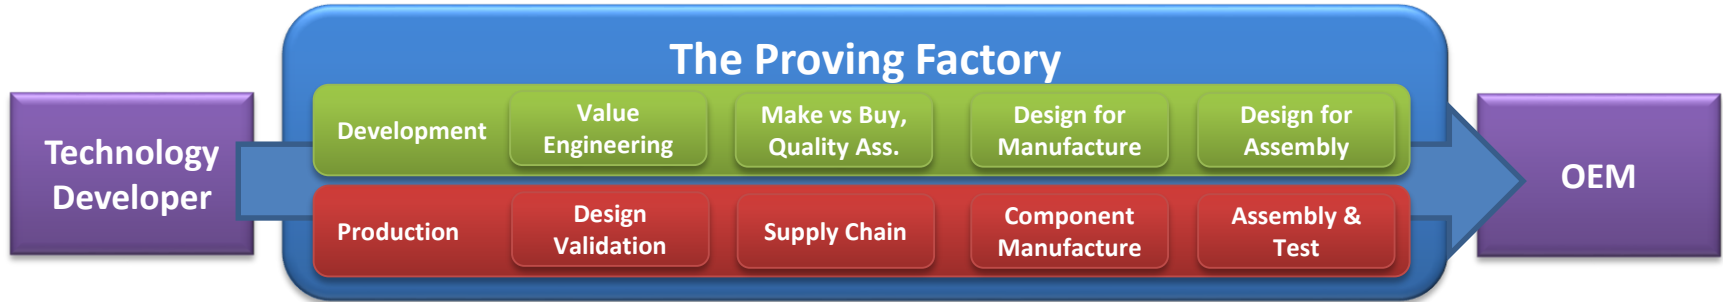 The Proving Factory
Technology
Developer
Development
Value
Engineering
Make vs Buy,
Quality Ass.
Design for
Manufacture
Design for
Assembly
Production
Design
Validation
Supply Chain
Component
Manufacture
Assembly &
Test
OEM